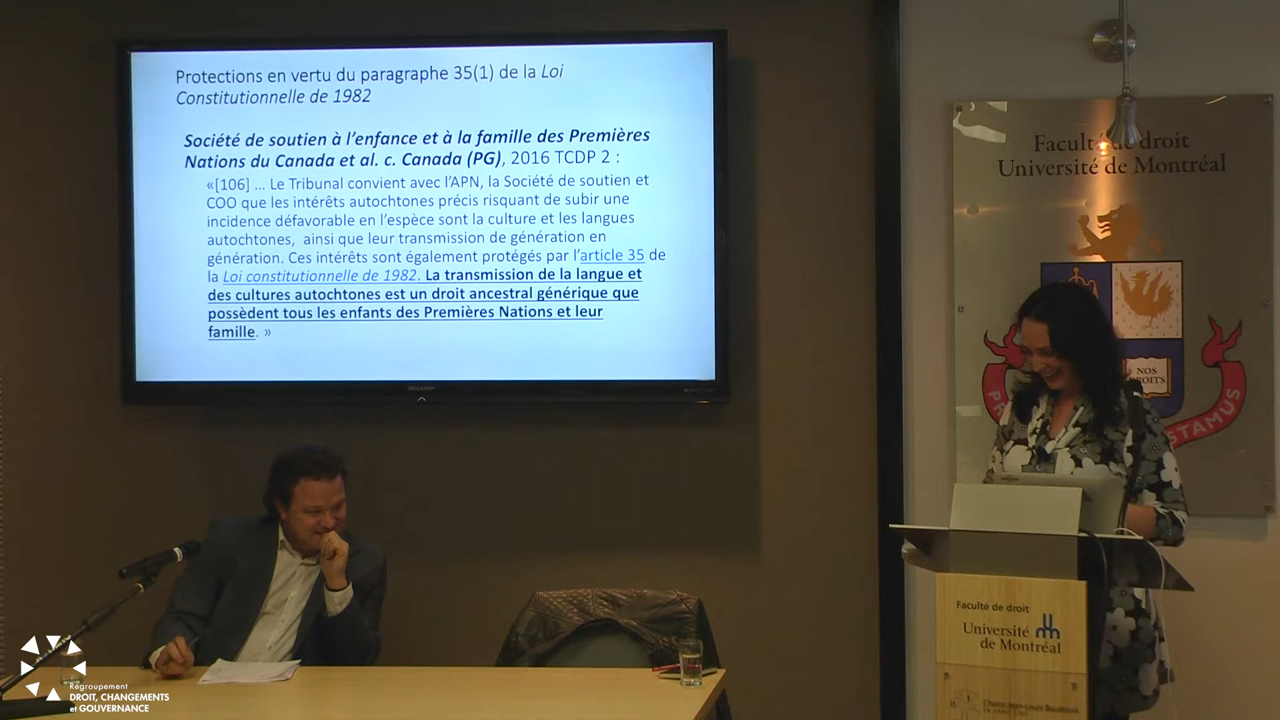 Protections en vertu du paragraphe 35(1) de la Loi
Constitutionnelle de 1982
Société de soutien à l'enfance et à la famille des Premières
Nations du Canada et al. c. Canada (PG), 2016 TCDP 2 :
«[106] ... Le Tribunal convient avec l'APN, la Société de soutien et
COO que les intérêts autochtones précis risquant de subir une
incidence défavorable en l'espèce sont la culture et les langues
autochtones, ainsi que leur transmission de génération en
génération. Ces intérêts sont également protégés par l'article 35 de
la Loi constitutionnelle de 1982. La transmission de la langue et
des cultures autochtones est un droit ancestral générique que
possèdent tous les enfants des Premières Nations et leur
famille. »
SHARP
Faculté de droit
Université de Montréal
NOS
DROITS
STAMUS
Faculté de droit
Université
de Montréal
Chaire Jean-Louis Baudouin
Regroupement
DROIT, CHANGEMENTS
et GOUVERNANCE